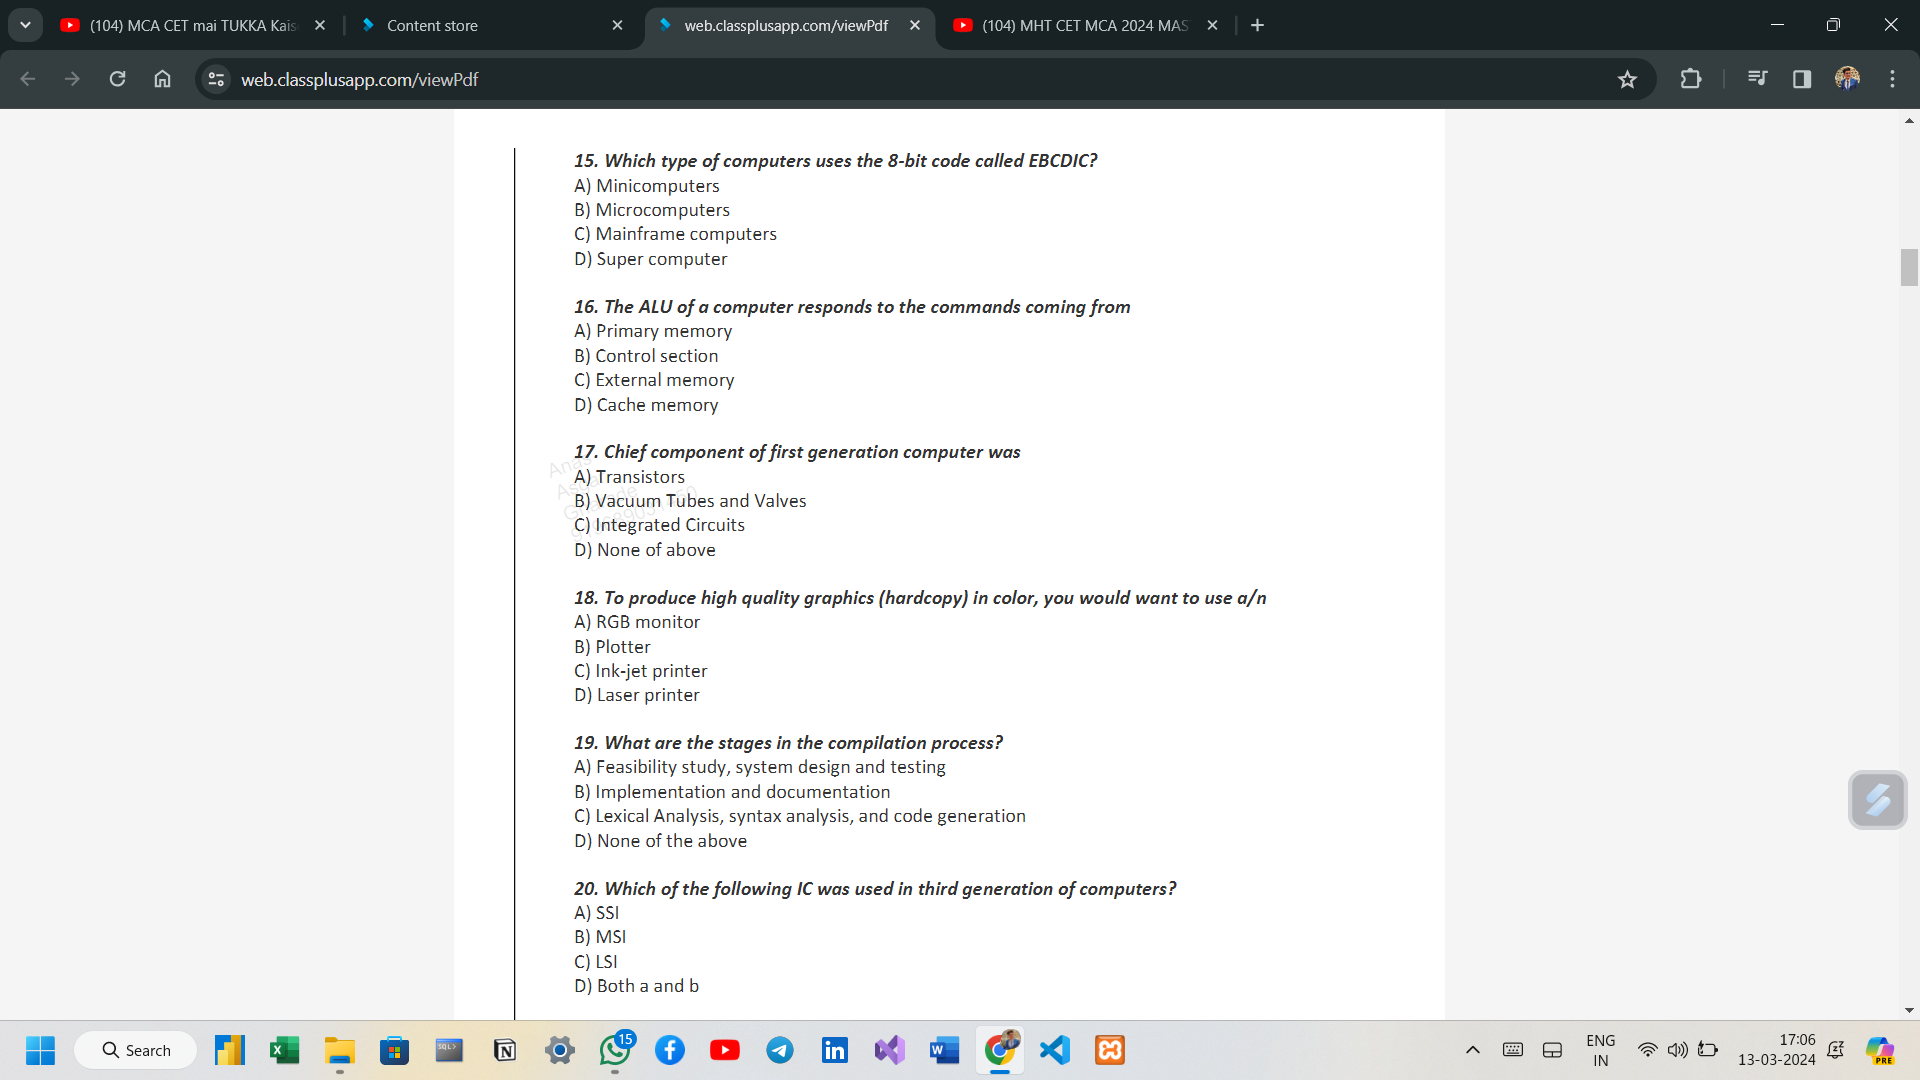 (104) MCA CET mai TUKKA Kais
Content store
web.classplusapp.com/viewPdf
(104) MHT CET MCA 2024 MAS
web.classplusapp.com/viewPdf
15. Which type of computers uses the 8-bit code called EBCDIC?
A) Minicomputers
B) Microcomputers
C) Mainframe computers
D) Super computer
16. The ALU of a computer responds to the commands coming from
A) Primary memory
B) Control section
C) External memory
D) Cache memory
17. Chief component of first generation computer was
A) Transistors
B) Vacuum Tubes and Valves
C) Integrated Circuits
D) None of above
18. To produce high quality graphics (hardcopy) in color, you would want to use a/n
A) RGB monitor
B) Plotter
C) Ink-jet printer
D) Laser printer
19. What are the stages in the compilation process?
A) Feasibility study, system design and testing
B) Implementation and documentation
C) Lexical Analysis, syntax analysis, and code generation
D) None of the above
20. Which of the following IC was used in third generation of computers?
A) SSI
B) MSI
C) LSI
D) Both a and b
Search
SQL>
15
ENG
IN
17:06
13-03-2024
PRE